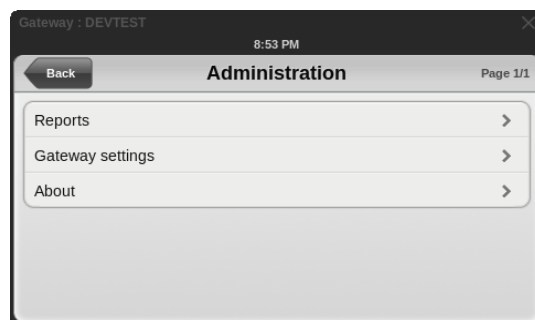 Gateway : DEVTEST
8:53 PM
Back Administration Page 1/1
Reports
Gateway settings
About